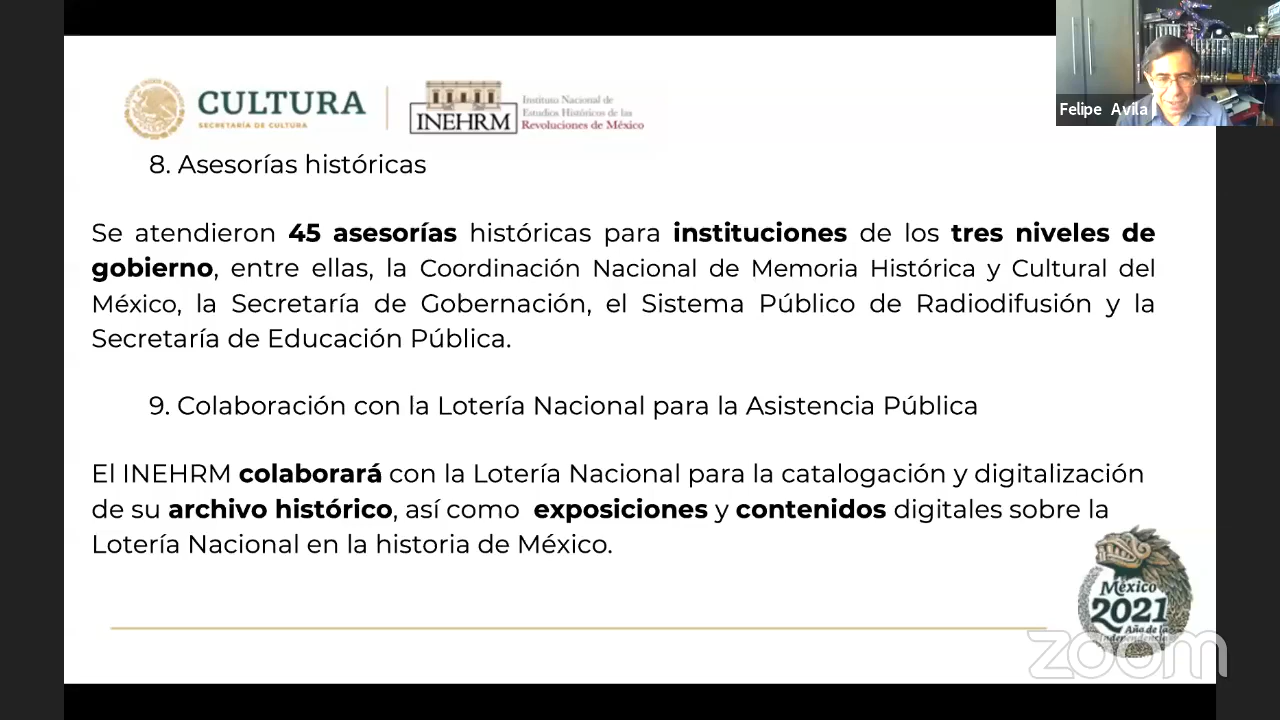 CULTURA
SECRETARÍA DE CULTURA
INEHRM
Instituto Nacional de
Estudios Históricos de las
Revoluciones de México
Felipe Avila
8. Asesorías históricas
Se atendieron 45 asesorías históricas para instituciones de los tres niveles de
gobierno, entre ellas, la Coordinación Nacional de Memoria Histórica y Cultural del
México, la Secretaría de Gobernación, el Sistema Público de Radiodifusión y la
Secretaría de Educación Pública.
9. Colaboración con la Lotería Nacional para la Asistencia Pública
El INEHRM colaborará con la Lotería Nacional para la catalogación y digitalización
de su archivo histórico, así como exposiciones y contenidos digitales sobre la
Lotería Nacional en la historia de México.
México
2021
Año de la
Independencia
zoom